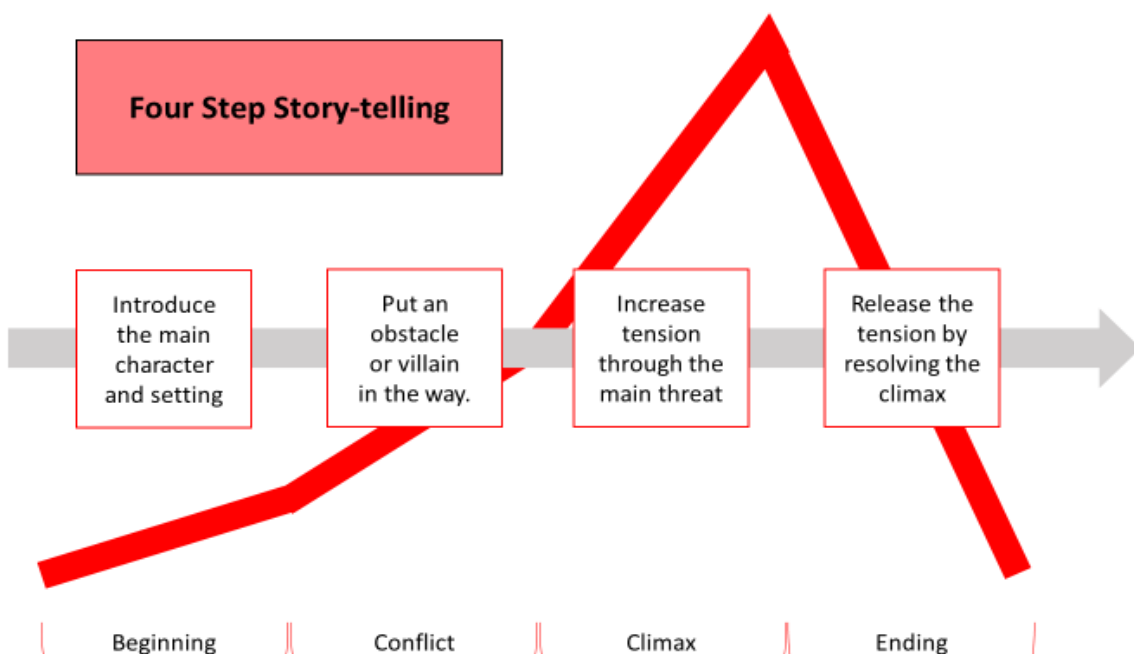 Four Step Story-telling
Introduce
the main
character
and setting
Put an
obstacle
or villain
in the way.
Increase
tension
through the
main threat
Release the
tension by
resolving the
climax
Beginning
Conflict
Climax
Ending